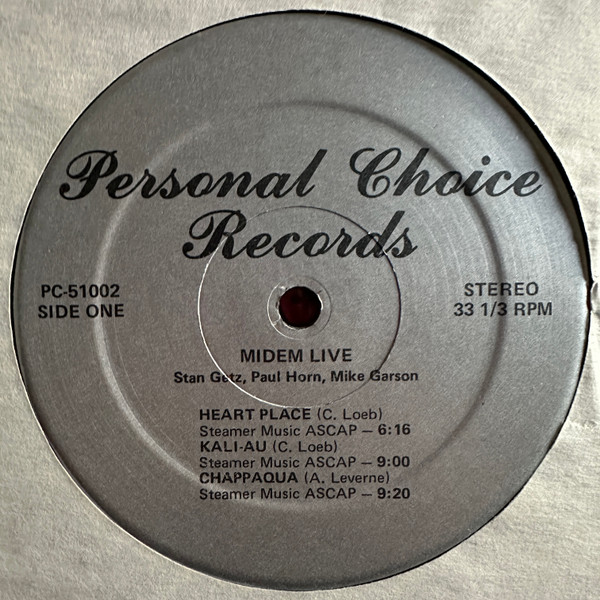 Personal Choice
Records
PC-51002
SIDE ONE
STEREO
33 1/3 RPM
MIDEM LIVE
Stan Getz, Paul Horn, Mike Garson
HEART PLACE (C. Loeb)
Steamer Music ASCAP — 6:16
KALI-AU (C. Loeb)
Steamer Music ASCAP — 9:00
CHAPPAQUA (A. Leverne)
Steamer Music ASCAP — 9:20